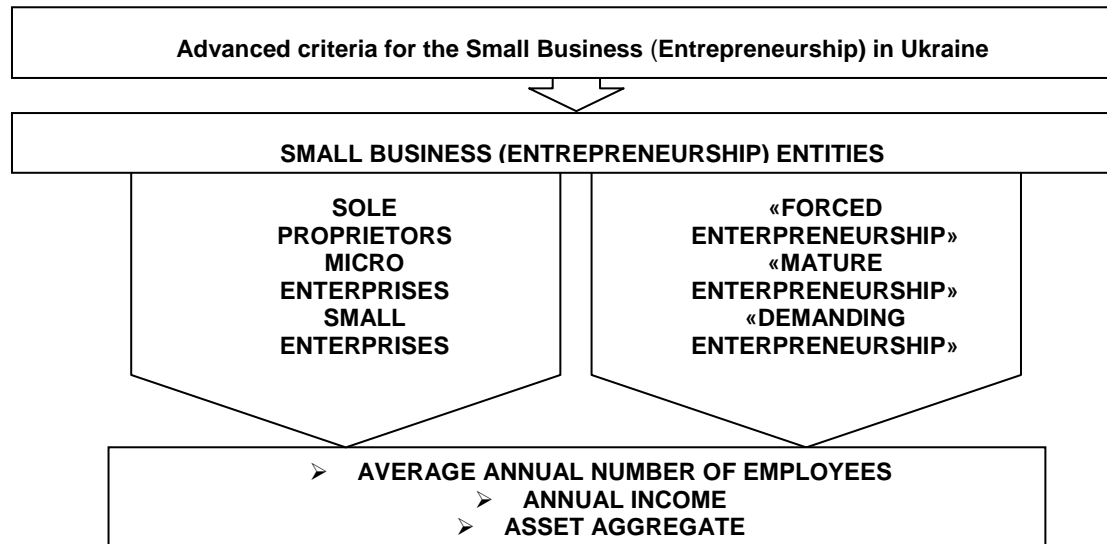 Advanced criteria for the Small Business (Entrepreneurship) in Ukraine
SMALL BUSINESS (ENTREPRENEURSHIP) ENTITIES
SOLE
PROPRIETORS
MICRO
ENTERPRISES
SMALL
ENTERPRISES
«FORCED
ENTERPRENEURSHIP»
«MATURE
ENTERPRENEURSHIP»
«DEMANDING
ENTERPRENEURSHIP»
➢ AVERAGE ANNUAL NUMBER OF EMPLOYEES
➢ ANNUAL INCOME
➢ ASSET AGGREGATE